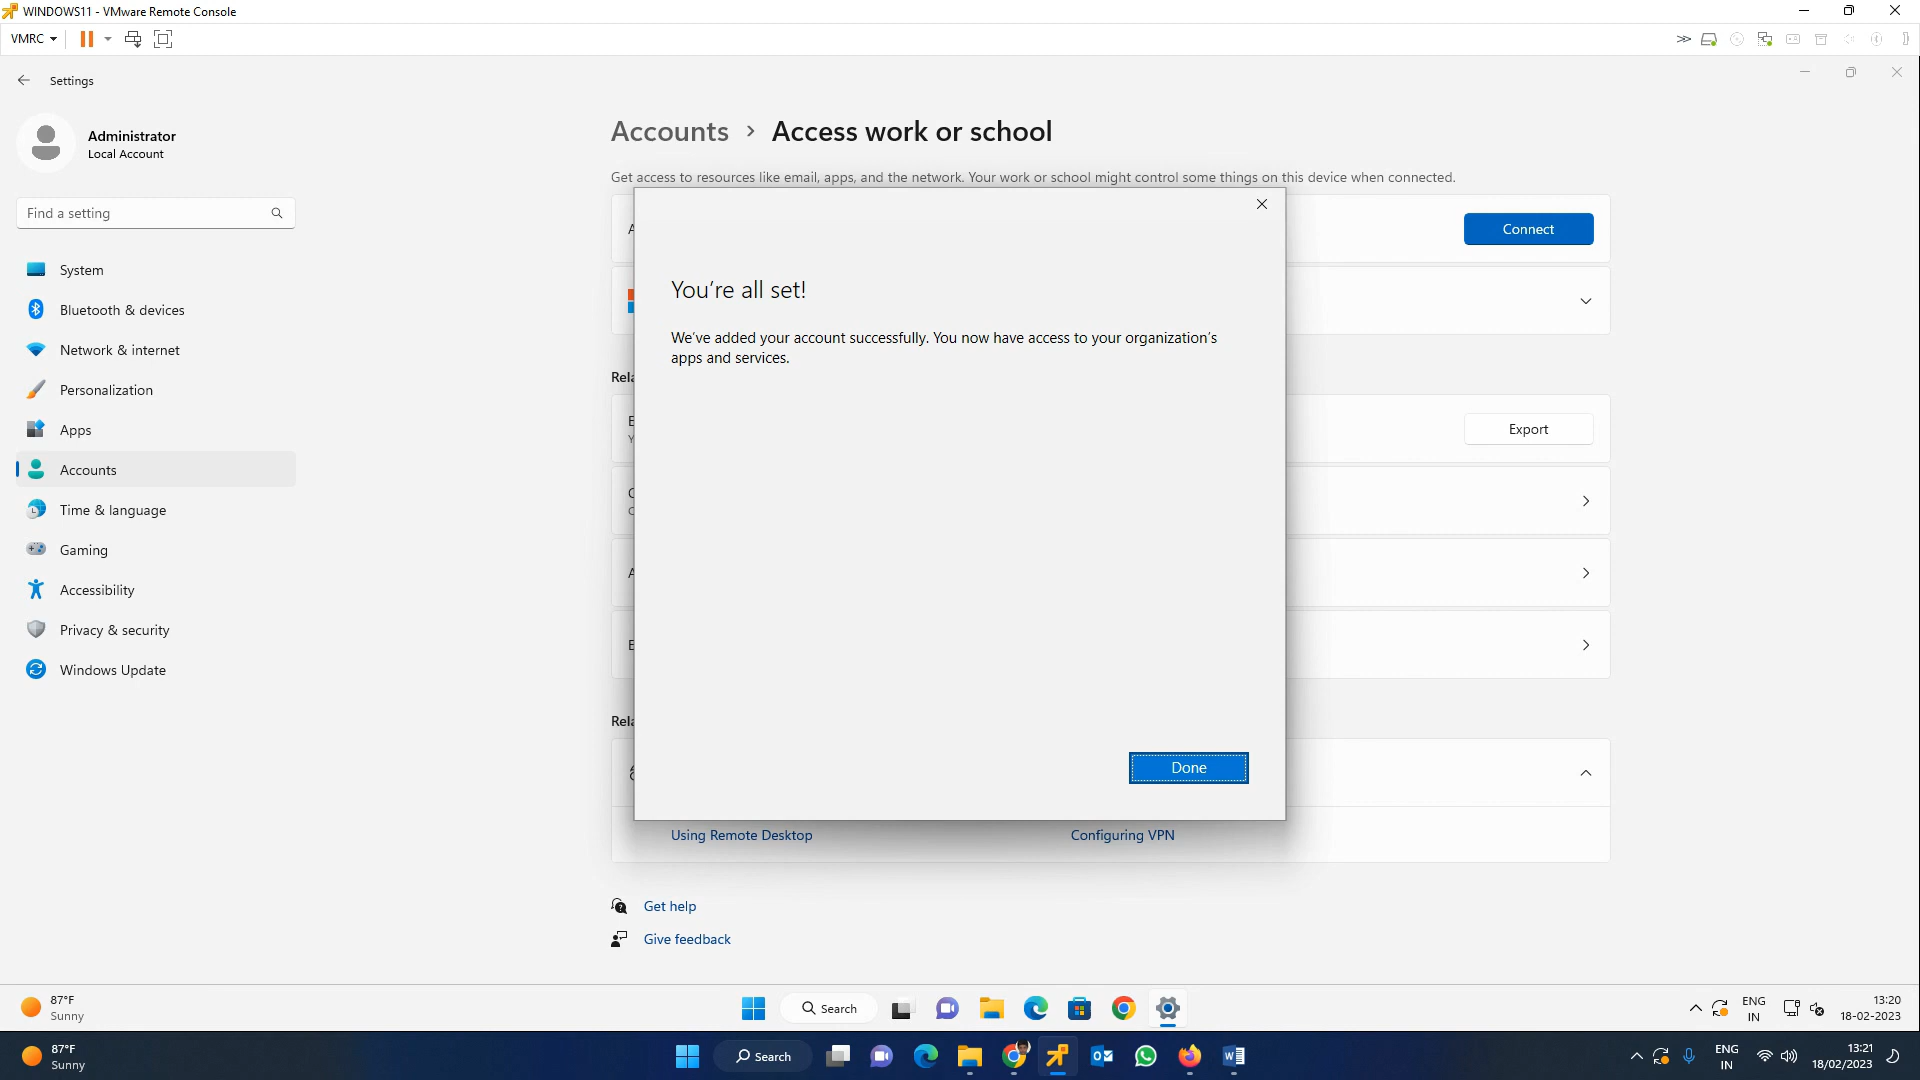 WINDOWS11 - VMware Remote Console
VMRC
Settings
Administrator
Local Account
Find a setting
System
Bluetooth & devices
Network & internet
Personalization
Apps
Accounts
Time & language
Gaming
Accessibility
Privacy & security
Windows Update
Accounts > Access work or school
Get access to resources like email, apps, and the network. Your work or school might control some things on this device when connected.
Connect
You're all set!
We've added your account successfully. You now have access to your organization's
apps and services.
Export
Done
Using Remote Desktop
Configuring VPN
Get help
Give feedback
87°F
Sunny
Search
ENG
IN
13:20
18-02-2023
87°F
Sunny
Search
ENG
IN
13:21
18/02/2023